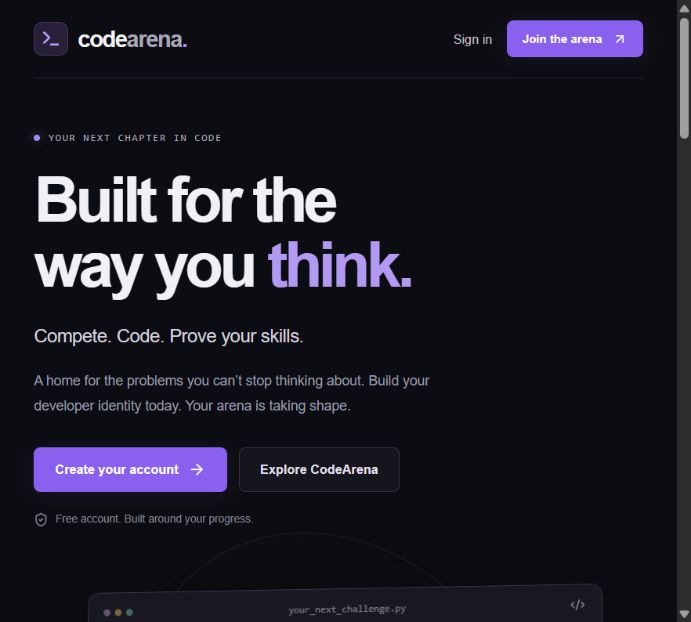 codearena.
Sign in
Join the arena
YOUR NEXT CHAPTER IN CODE
Built for the
way you think.
Compete. Code. Prove your skills.
A home for the problems you can’t stop thinking about. Build your
developer identity today. Your arena is taking shape.
Create your account
Explore CodeArena
Free account. Built around your progress.
your_next_challenge.py